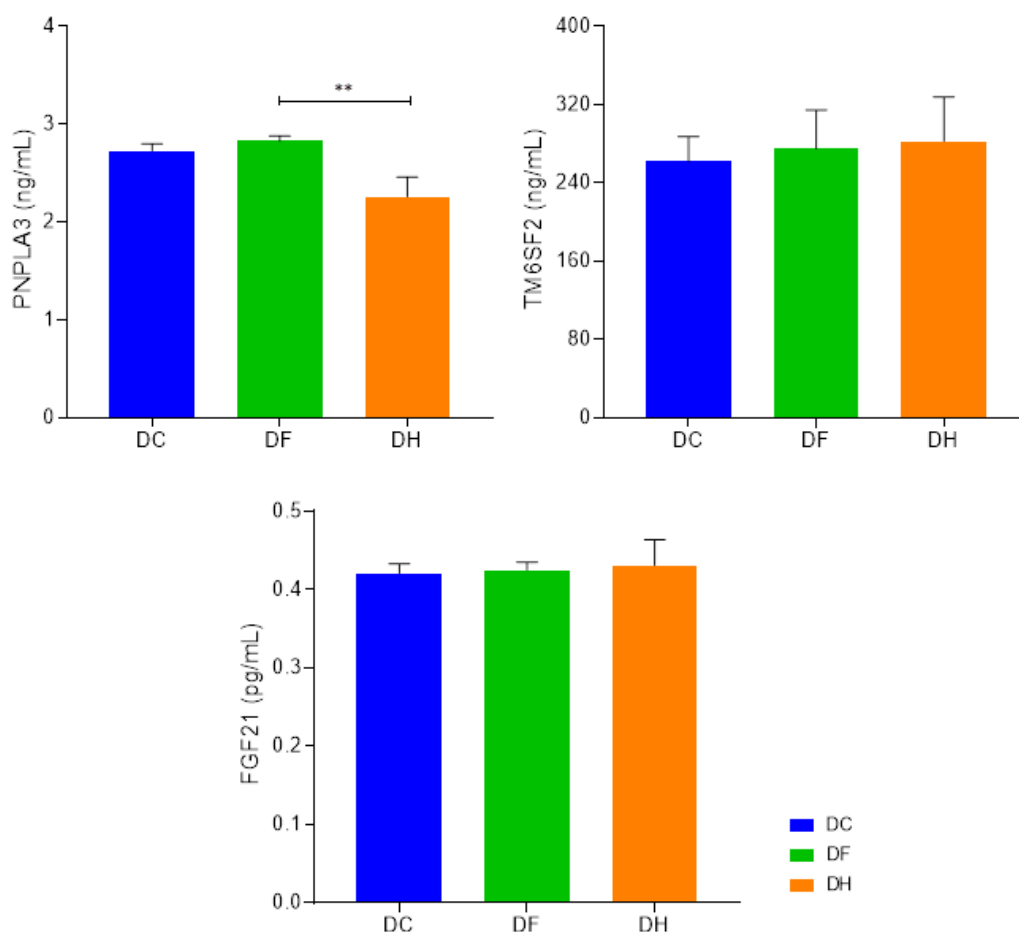 PNPLA3 (ng/mL)
4
3
2
1
0
**
DC DF DH
TM6SF2 (ng/mL)
400
320
240
160
80
0
DC DF DH
FGF21 (pg/mL)
0.5
0.4
0.3
0.2
0.1
0.0
DC DF DH
DC
DF
DH